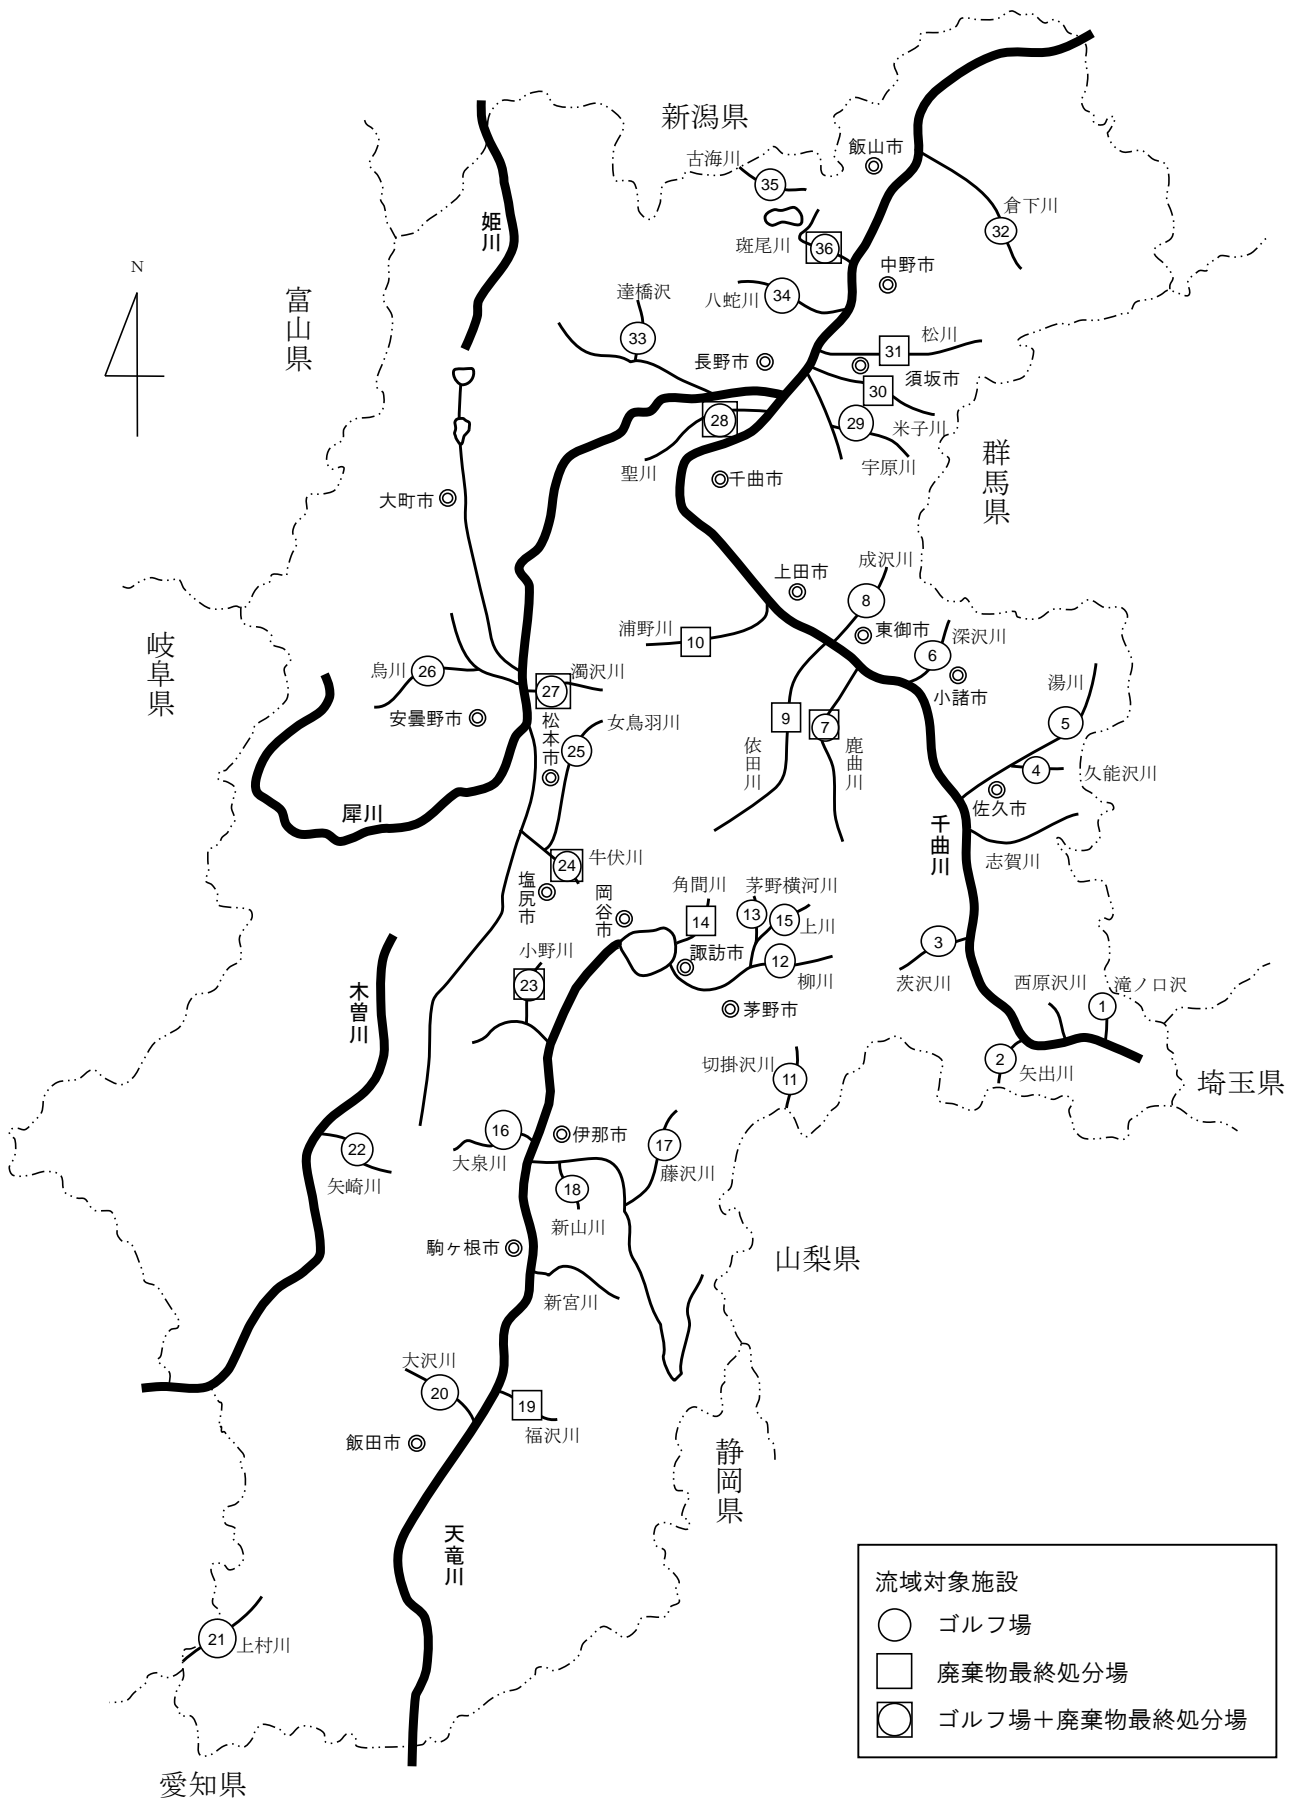 新潟県
飯山市
古海川
35
倉下川
32
姫川
斑尾川
36
中野市
N
富山県
達橋沢
八蛇川
34
33
松川
31
長野市
須坂市
30
28
29
米子川
宇原川
聖川
千曲市
群馬県
大町市
成沢川
上田市
8
浦野川
10
東御市
深沢川
6
岐阜県
烏川
26
濁沢川
27
小諸市
湯川
安曇野市
松本市
女鳥羽川
25
9
7
5
依田川
鹿曲川
4
久能沢川
佐久市
犀川
千曲川
志賀川
牛伏川
24
塩尻市
岡谷市
角間川
14
茅野横河川
13
15
上川
小野川
諏訪市
12
柳川
3
茨沢川
23
木曽川
茅野市
西原沢川
滝ノ口沢
1
切掛沢川
11
2
矢出川
埼玉県
16
伊那市
17
大泉川
藤沢川
22
矢崎川
18
新山川
駒ヶ根市
山梨県
新宮川
大沢川
20
19
福沢川
飯田市
静岡県
天竜川
21
上村川
愛知県
流域対象施設
ゴルフ場
廃棄物最終処分場
ゴルフ場＋廃棄物最終処分場